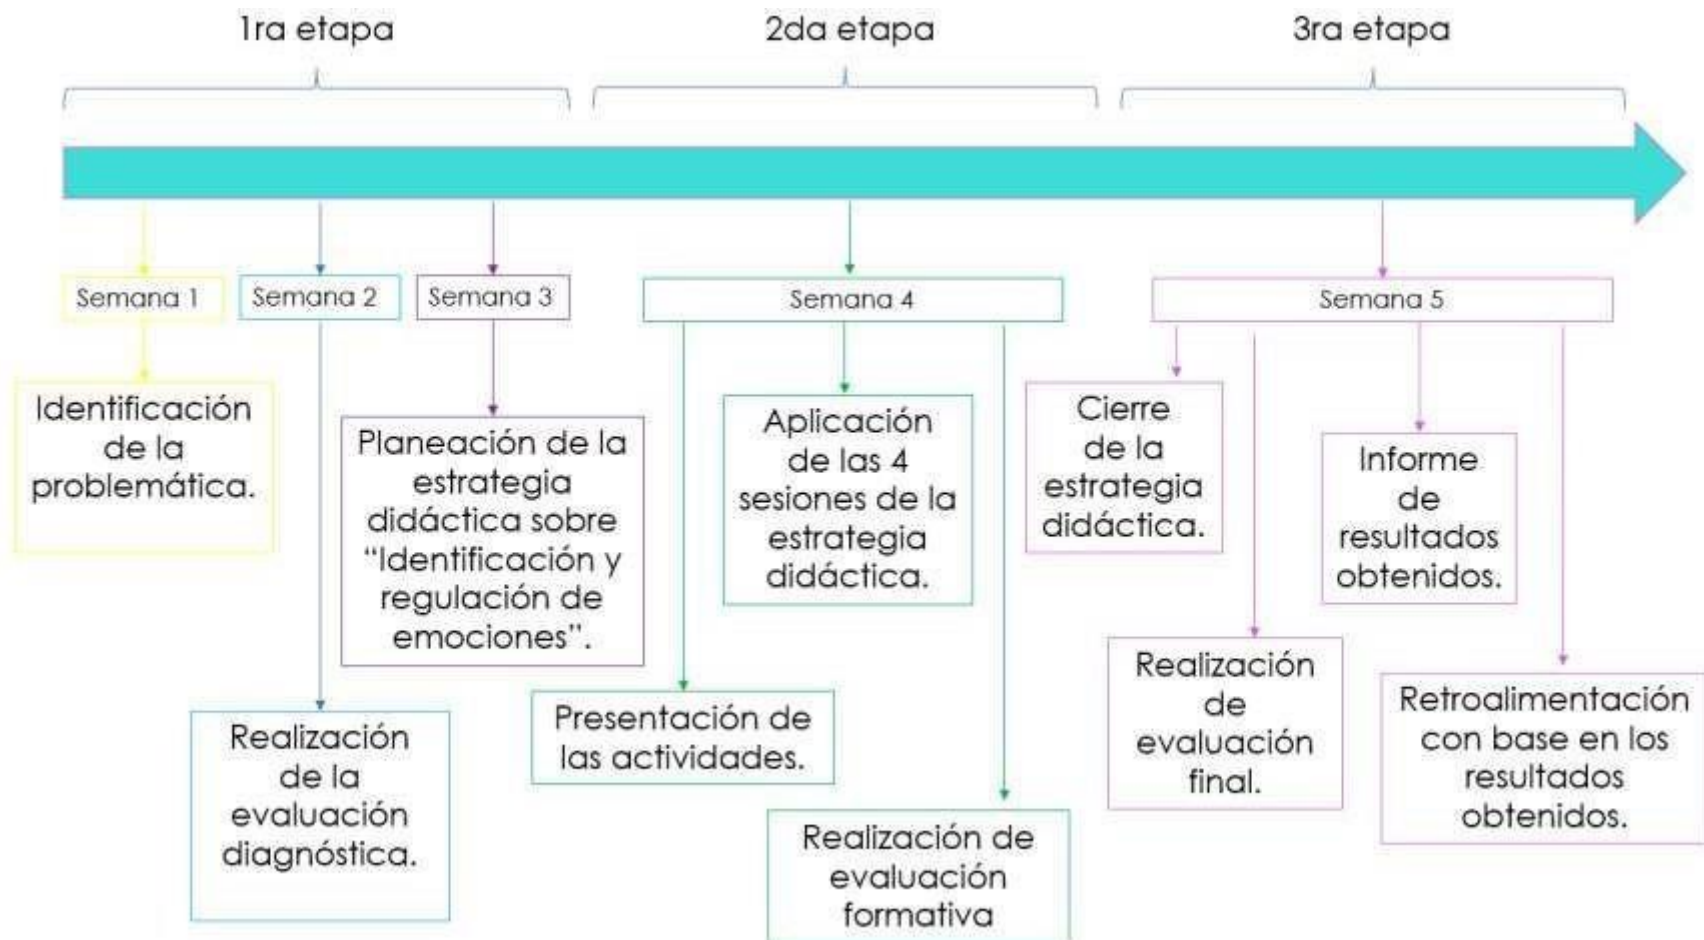 1ra etapa
2da etapa
3ra etapa
Semana 1
Semana 2
Semana 3
Semana 4
Semana 5
Identificación
de la
problemática.
Realización
de la
evaluación
diagnóstica.
Planeación de la
estrategia
didáctica sobre
“Identificación y
regulación de
emociones”.
Presentación de
las actividades.
Aplicación
de las 4
sesiones de la
estrategia
didáctica.
Realización de
evaluación
formativa
Cierre
de la
estrategia
didáctica.
Realización
de
evaluación
final.
Informe
de
resultados
obtenidos.
Retroalimentación
con base en los
resultados
obtenidos.